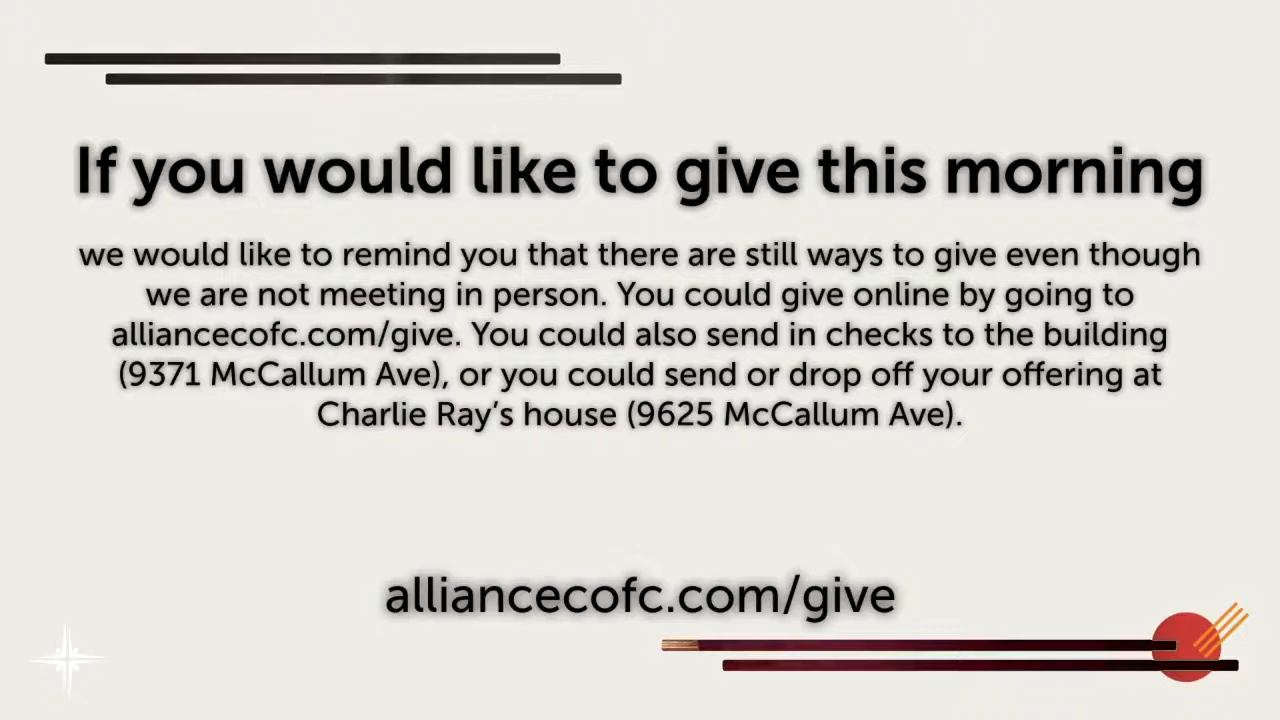 If you would like to give this morning
we would like to remind you that there are still ways to give even though
we are not meeting in person. You could give online by going to
alliancecofc.com/give. You could also send in checks to the building
(9371 McCallum Ave), or you could send or drop off your offering at
Charlie Ray’s house (9625 McCallum Ave).
alliancecofc.com/give